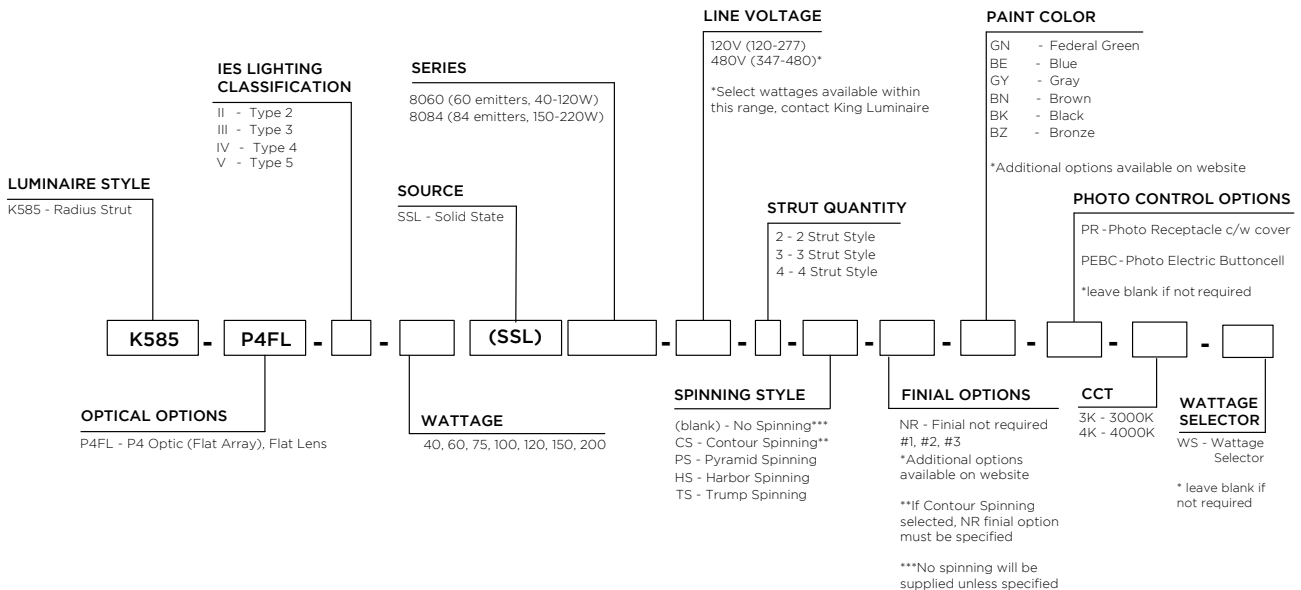 LINE VOLTAGE
120V (120-277)
480V (347-480)*
*Select wattages available within
this range, contact King Luminaire
PAINT COLOR
GN - Federal Green
BE - Blue
GY - Gray
BN - Brown
BK - Black
BZ - Bronze
*Additional options available on website
IES LIGHTING
CLASSIFICATION
II - Type 2
III - Type 3
IV - Type 4
V - Type 5
SERIES
8060 (60 emitters, 40-120W)
8084 (84 emitters, 150-220W)
LUMINAIRE STYLE
K585 - Radius Strut
SOURCE
SSL - Solid State
STRUT QUANTITY
2 - 2 Strut Style
3 - 3 Strut Style
4 - 4 Strut Style
PHOTO CONTROL OPTIONS
PR - Photo Receptacle c/w cover
PEBC - Photo Electric Buttoncell
*leave blank if not required
K585 - P4FL - - (SSL) - - - - - - - -
OPTICAL OPTIONS
P4FL - P4 Optic (Flat Array), Flat Lens
WATTAGE
40, 60, 75, 100, 120, 150, 200
SPINNING STYLE
(blank) - No Spinning***
CS - Contour Spinning**
PS - Pyramid Spinning
HS - Harbor Spinning
TS - Trump Spinning
FINIAL OPTIONS
NR - Finial not required
#1, #2, #3
*Additional options
available on website
**If Contour Spinning
selected, NR finial option
must be specified
***No spinning will be
supplied unless specified
CCT
3K - 3000K
4K - 4000K
WATTAGE
SELECTOR
WS - Wattage
Selector
* leave blank if
not required